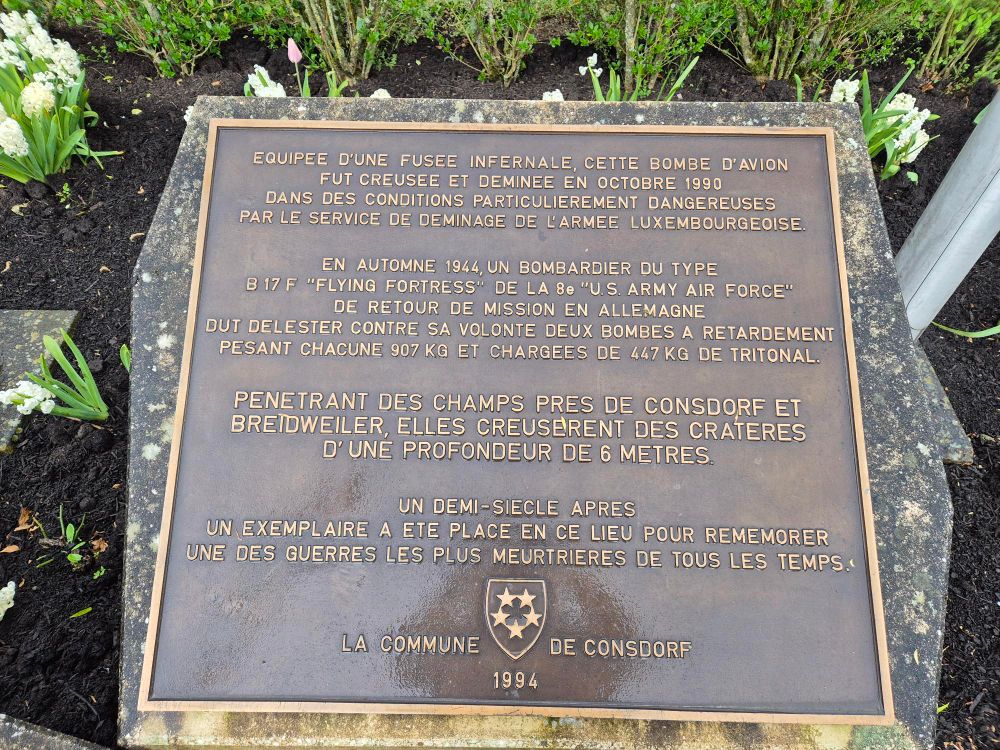 EQUIPEE D'UNE FUSEE INFERNALE, CETTE BOMBE D'AVION
FUT CREUSEE ET DEMINEE EN OCTOBRE 1990
DANS DES CONDITIONS PARTICULIEREMENT DANGEREUSES
PAR LE SERVICE DE DEMINAGE DE L'ARMEE LUXEMBOURGEOISE.
EN AUTOMNE 1944, UN BOMBARDIER DU TYPE
B 17 F "FLYING FORTRESS" DE LA 8e "U.S. ARMY AIR FORCE"
DE RETOUR DE MISSION EN ALLEMAGNE
DUT DELESTER CONTRE SA VOLONTE DEUX BOMBES A RETARDEMENT
PESANT CHACUNE 907 KG ET CHARGEES DE 447 KG DE TRITONAL.
PENETRANT DES CHAMPS PRES DE CONSDORF ET
BREIDWEILER, ELLES CREUSERENT DES CRATERES
D'UNE PROFONDEUR DE 6 METRES.
UN DEMI-SIECLE APRES
UN EXEMPLAIRE A ETE PLACE EN CE LIEU POUR REMEMORER
UNE DES GUERRES LES PLUS MEURTRIERES DE TOUS LES TEMPS.
LA COMMUNE DE CONSDORF
1994